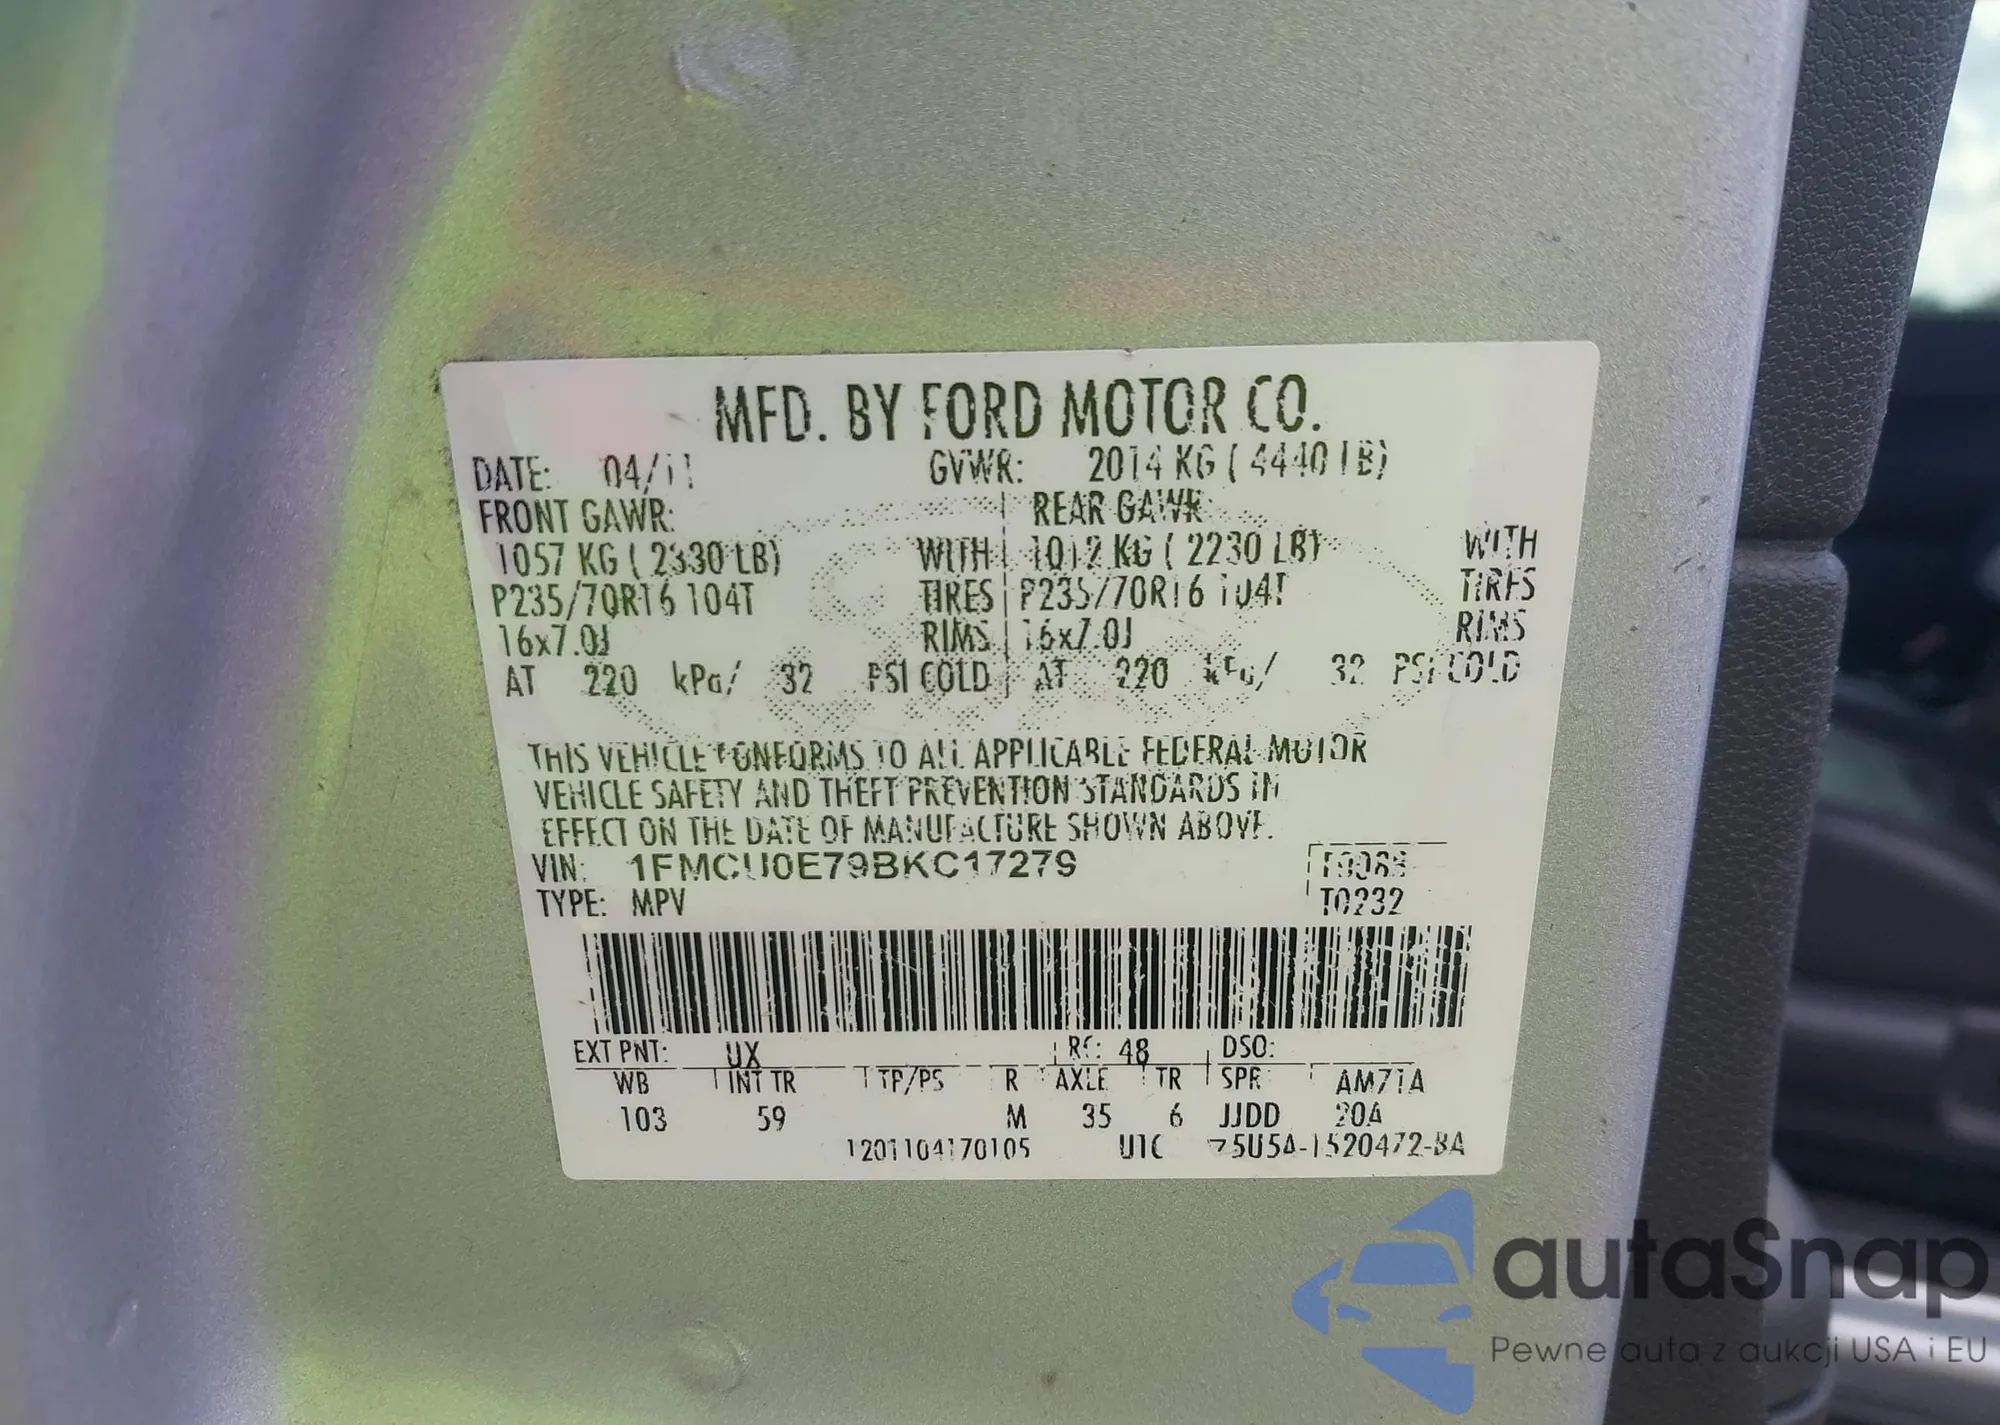 MFD. BY FORD MOTOR CO.
DATE: 04/11 GVWR: 2014 KG ( 4440 LB)
FRONT GAWR: REAR GAWR:
1057 KG ( 2330 LB) WITH 1012 KG ( 2230 LB) WITH
P235/70R16 104T TIRES P235/70R16 104T TIRES
16x7.0J RIMS 16x7.0J RIMS
AT 220 kPa/ 32 PSI COLD AT 220 kPa/ 32 PSI COLD
THIS VEHICLE CONFORMS TO ALL APPLICABLE FEDERAL MOTOR
VEHICLE SAFETY AND THEFT PREVENTION STANDARDS IN
EFFECT ON THE DATE OF MANUFACTURE SHOWN ABOVE.
VIN: 1FMCU0E79BKC17279
TYPE: MPV T0232
EXT PNT: UX RC: 48 DSO:
WB INT TR TP/PS R AXLE TR SPR AM71A
103 59 M 35 6 JJDD 20A
1201104170105
autaSnap
Pewne auta z aukcji USA i EU